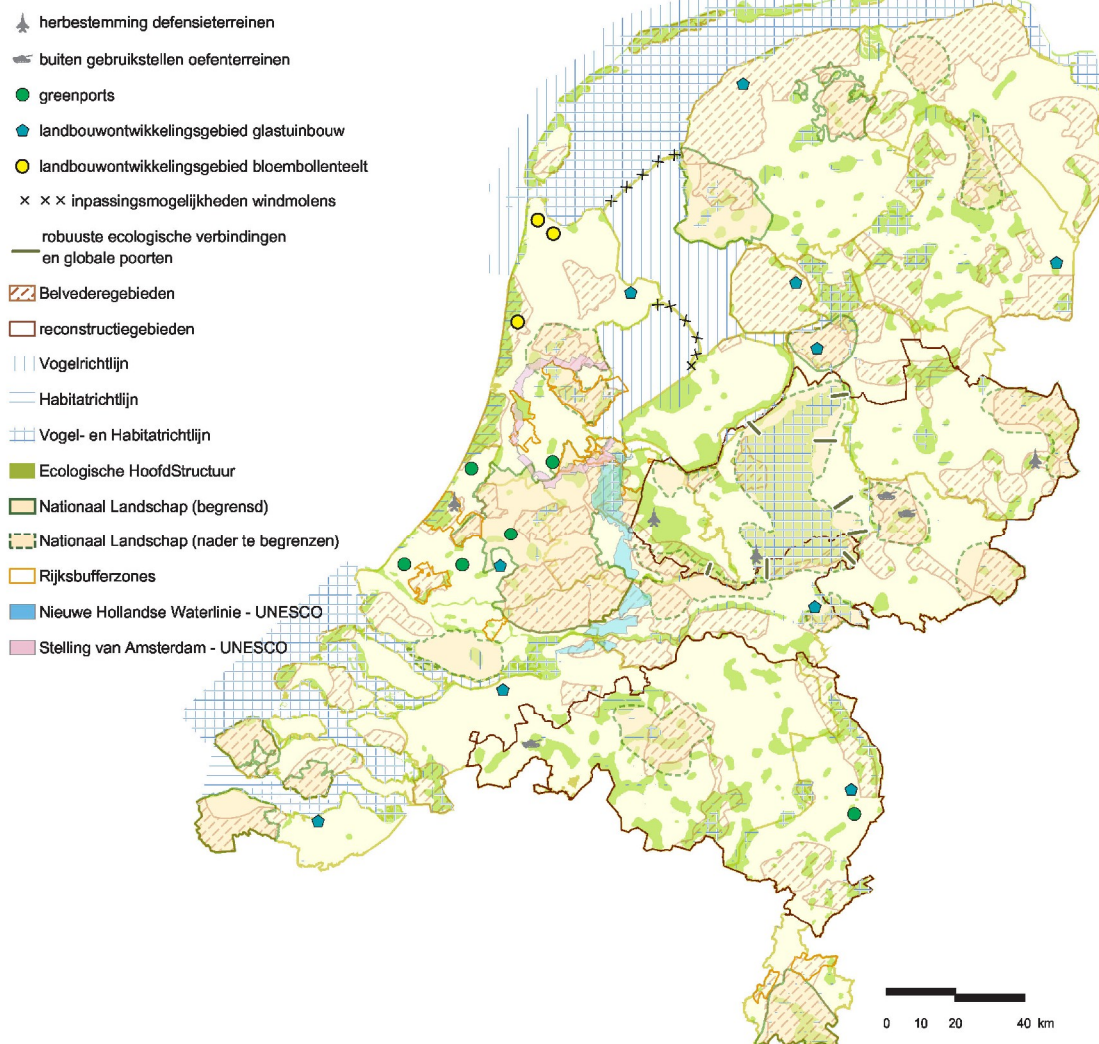 herbestemming defensieterreinen
buiten gebruikstellen oefenterreinen
greenports
landbouwontwikkelingsgebied glastuinbouw
landbouwontwikkelingsgebied bloembollenteelt
inpassingsmogelijkheden windmolens
robuuste ecologische verbindingen
en globale poorten
Belvederegebieden
reconstructiegebieden
Vogelrichtlijn
Habitatrichtlijn
Vogel- en Habitatrichtlijn
Ecologische HoofdStructuur
Nationaal Landschap (begrensd)
Nationaal Landschap (nader te begrenzen)
Rijksbufferzones
Nieuwe Hollandse Waterlinie - UNESCO
Stelling van Amsterdam - UNESCO
0 10 20 40 km